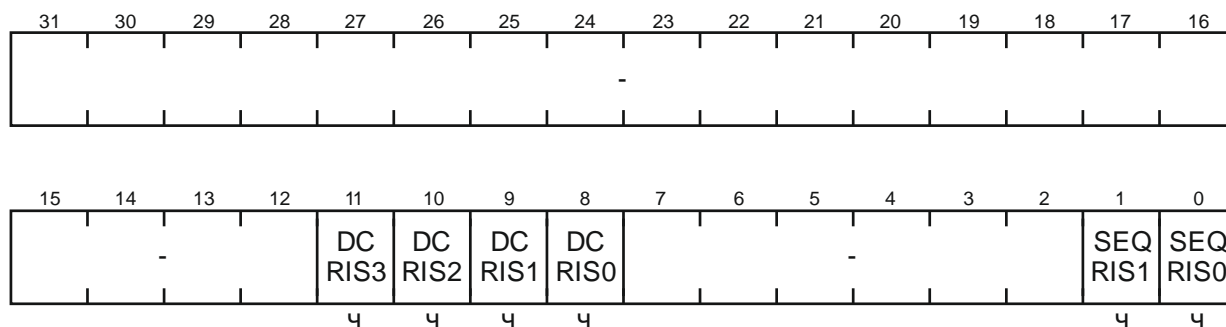 31 30 29 28 27 26 25 24 23 22 21 20 19 18 17 16
-
15 14 13 12 11 10 9 8 7 6 5 4 3 2 1 0
- DC RIS3 DC RIS2 DC RIS1 DC RIS0 - SEQ RIS1 SEQ RIS0
ч ч ч ч ч ч